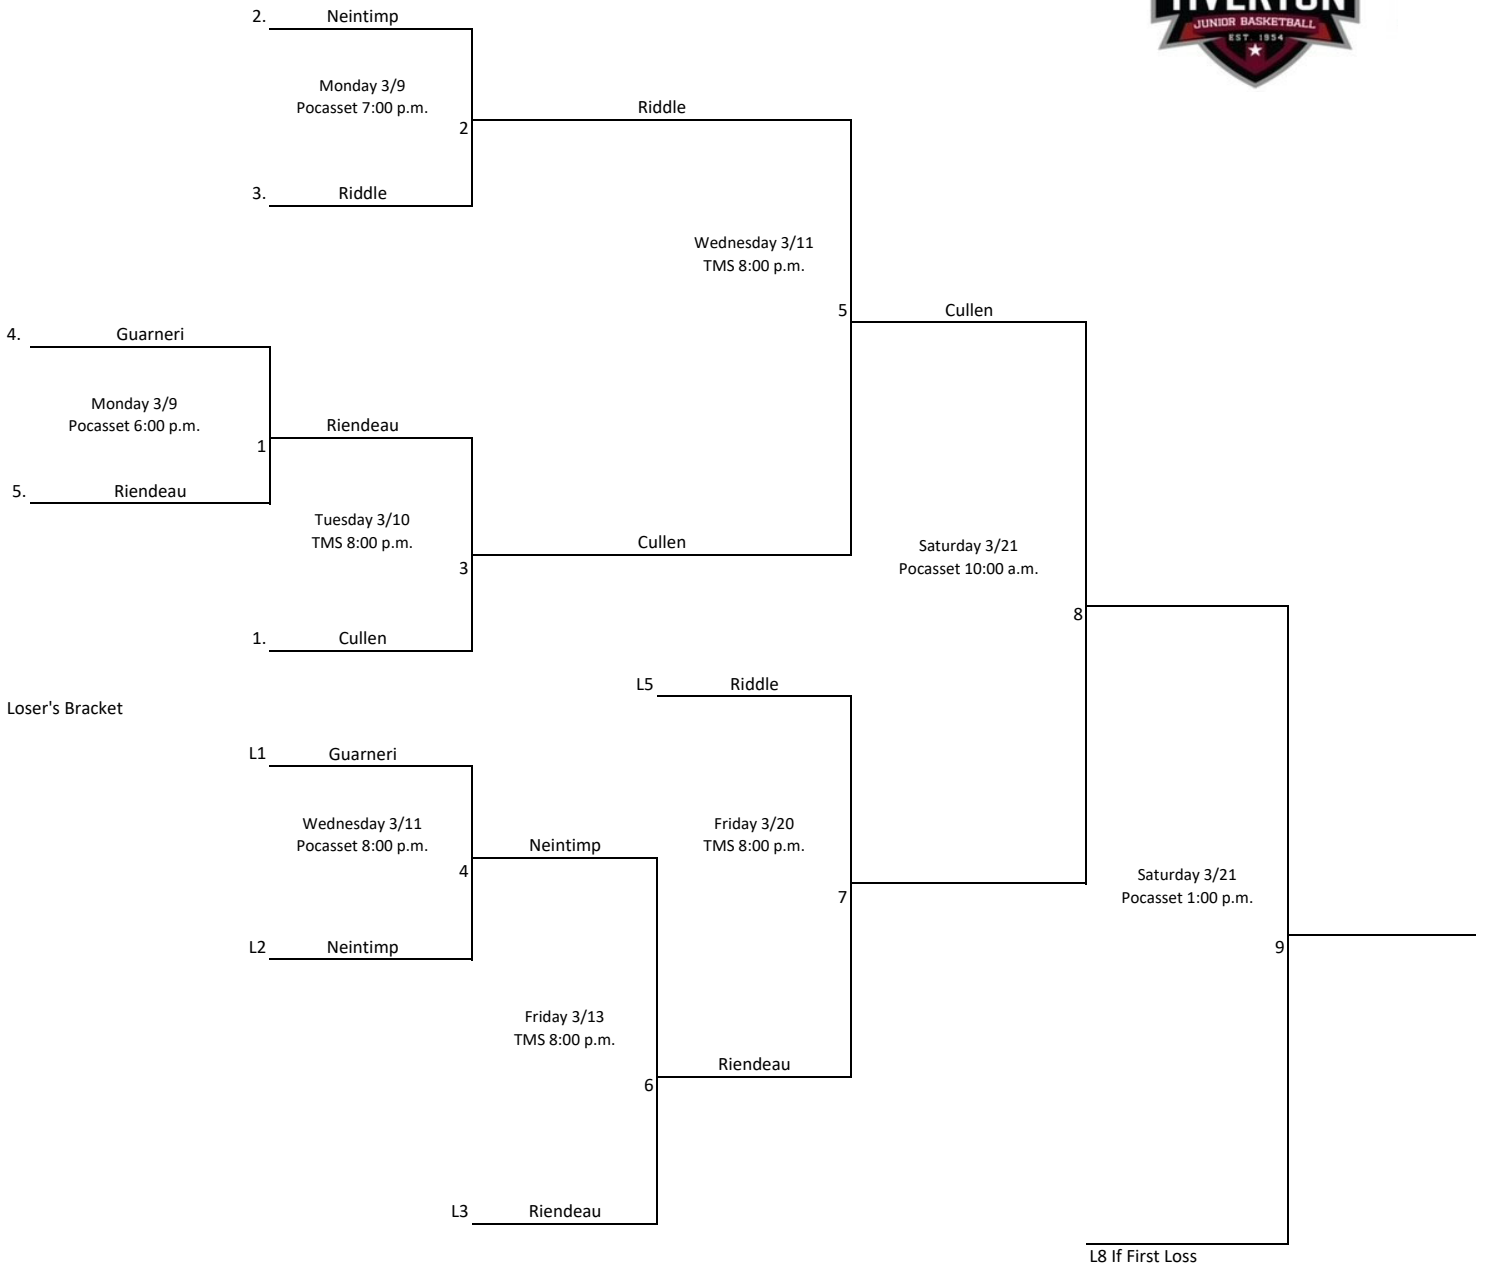 TIVERTON
JUNIOR BASKETBALL
EST. 1954
2. Neintimp
Monday 3/9
Pocasset 7:00 p.m.
2
Riddle
3. Riddle
Wednesday 3/11
TMS 8:00 p.m.
5
Cullen
4. Guarneri
Monday 3/9
Pocasset 6:00 p.m.
1
Riendeau
5. Riendeau
Tuesday 3/10
TMS 8:00 p.m.
3
Cullen
1. Cullen
Saturday 3/21
Pocasset 10:00 a.m.
8
Loser's Bracket
L5 Riddle
L1 Guarneri
Wednesday 3/11
Pocasset 8:00 p.m.
4
Neintimp
L2 Neintimp
Friday 3/20
TMS 8:00 p.m.
7
Friday 3/13
TMS 8:00 p.m.
6
Riendeau
L3 Riendeau
Saturday 3/21
Pocasset 1:00 p.m.
9
L8 If First Loss